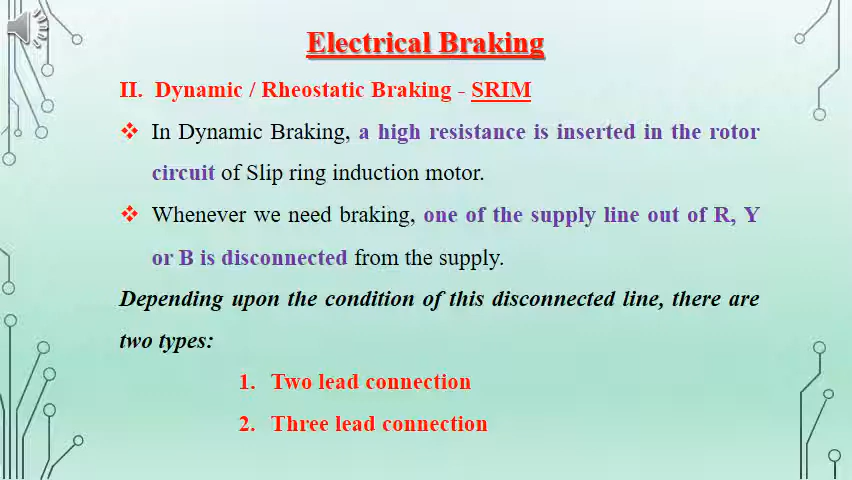 Electrical Braking
II. Dynamic / Rheostatic Braking - SRIM
❖ In Dynamic Braking, a high resistance is inserted in the rotor
circuit of Slip ring induction motor.
❖ Whenever we need braking, one of the supply line out of R, Y
or B is disconnected from the supply.
Depending upon the condition of this disconnected line, there are
two types:
1. Two lead connection
2. Three lead connection